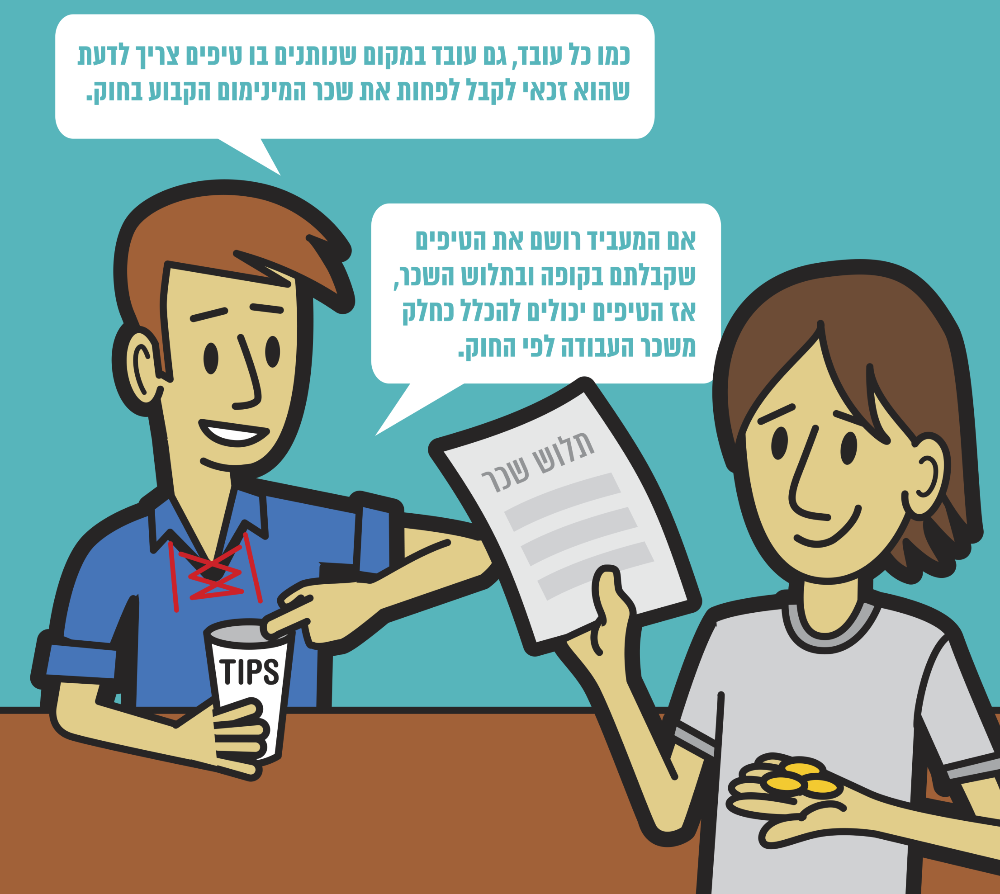 כמו כל עובד, גם עובד במקום שנותנים בו טיפים צריך לדעת
שהוא זכאי לקבל לפחות את שכר המינימום הקבוע בחוק.
אם המעביד רושם את הטיפים
שקבלתם בקופה ובתלוש השכר,
אז הטיפים יכולים להכלל כחלק
משכר העבודה לפי החוק.
תלוש שכר
TIPS